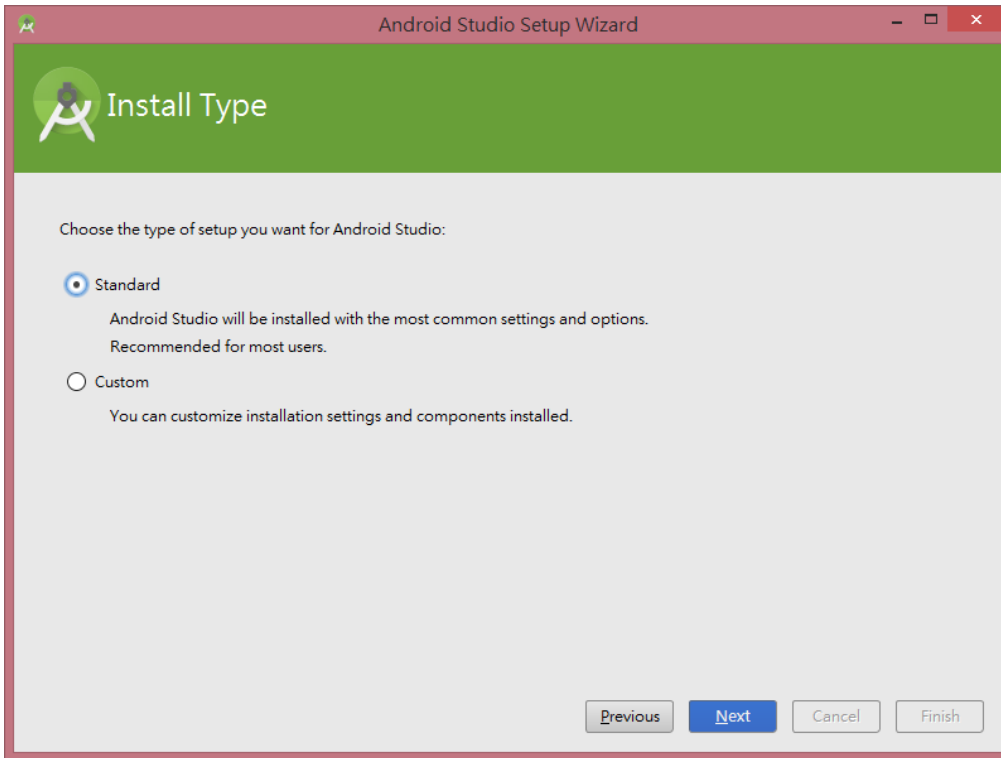 Android Studio Setup Wizard
Install Type
Choose the type of setup you want for Android Studio:
Standard
Android Studio will be installed with the most common settings and options.
Recommended for most users.
Custom
You can customize installation settings and components installed.
Previous Next Cancel Finish